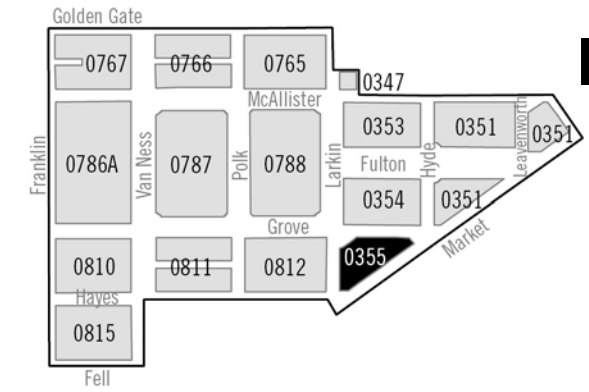 Golden Gate
0767
0766
0765
0347
McAllister
0353
0351
Leavenworth
0351
Franklin
0786A
Van Ness
0787
Polk
0788
Larkin
Fulton
Hyde
0354
0351
Market
Grove
0355
0810
0811
0812
Hayes
0815
Fell